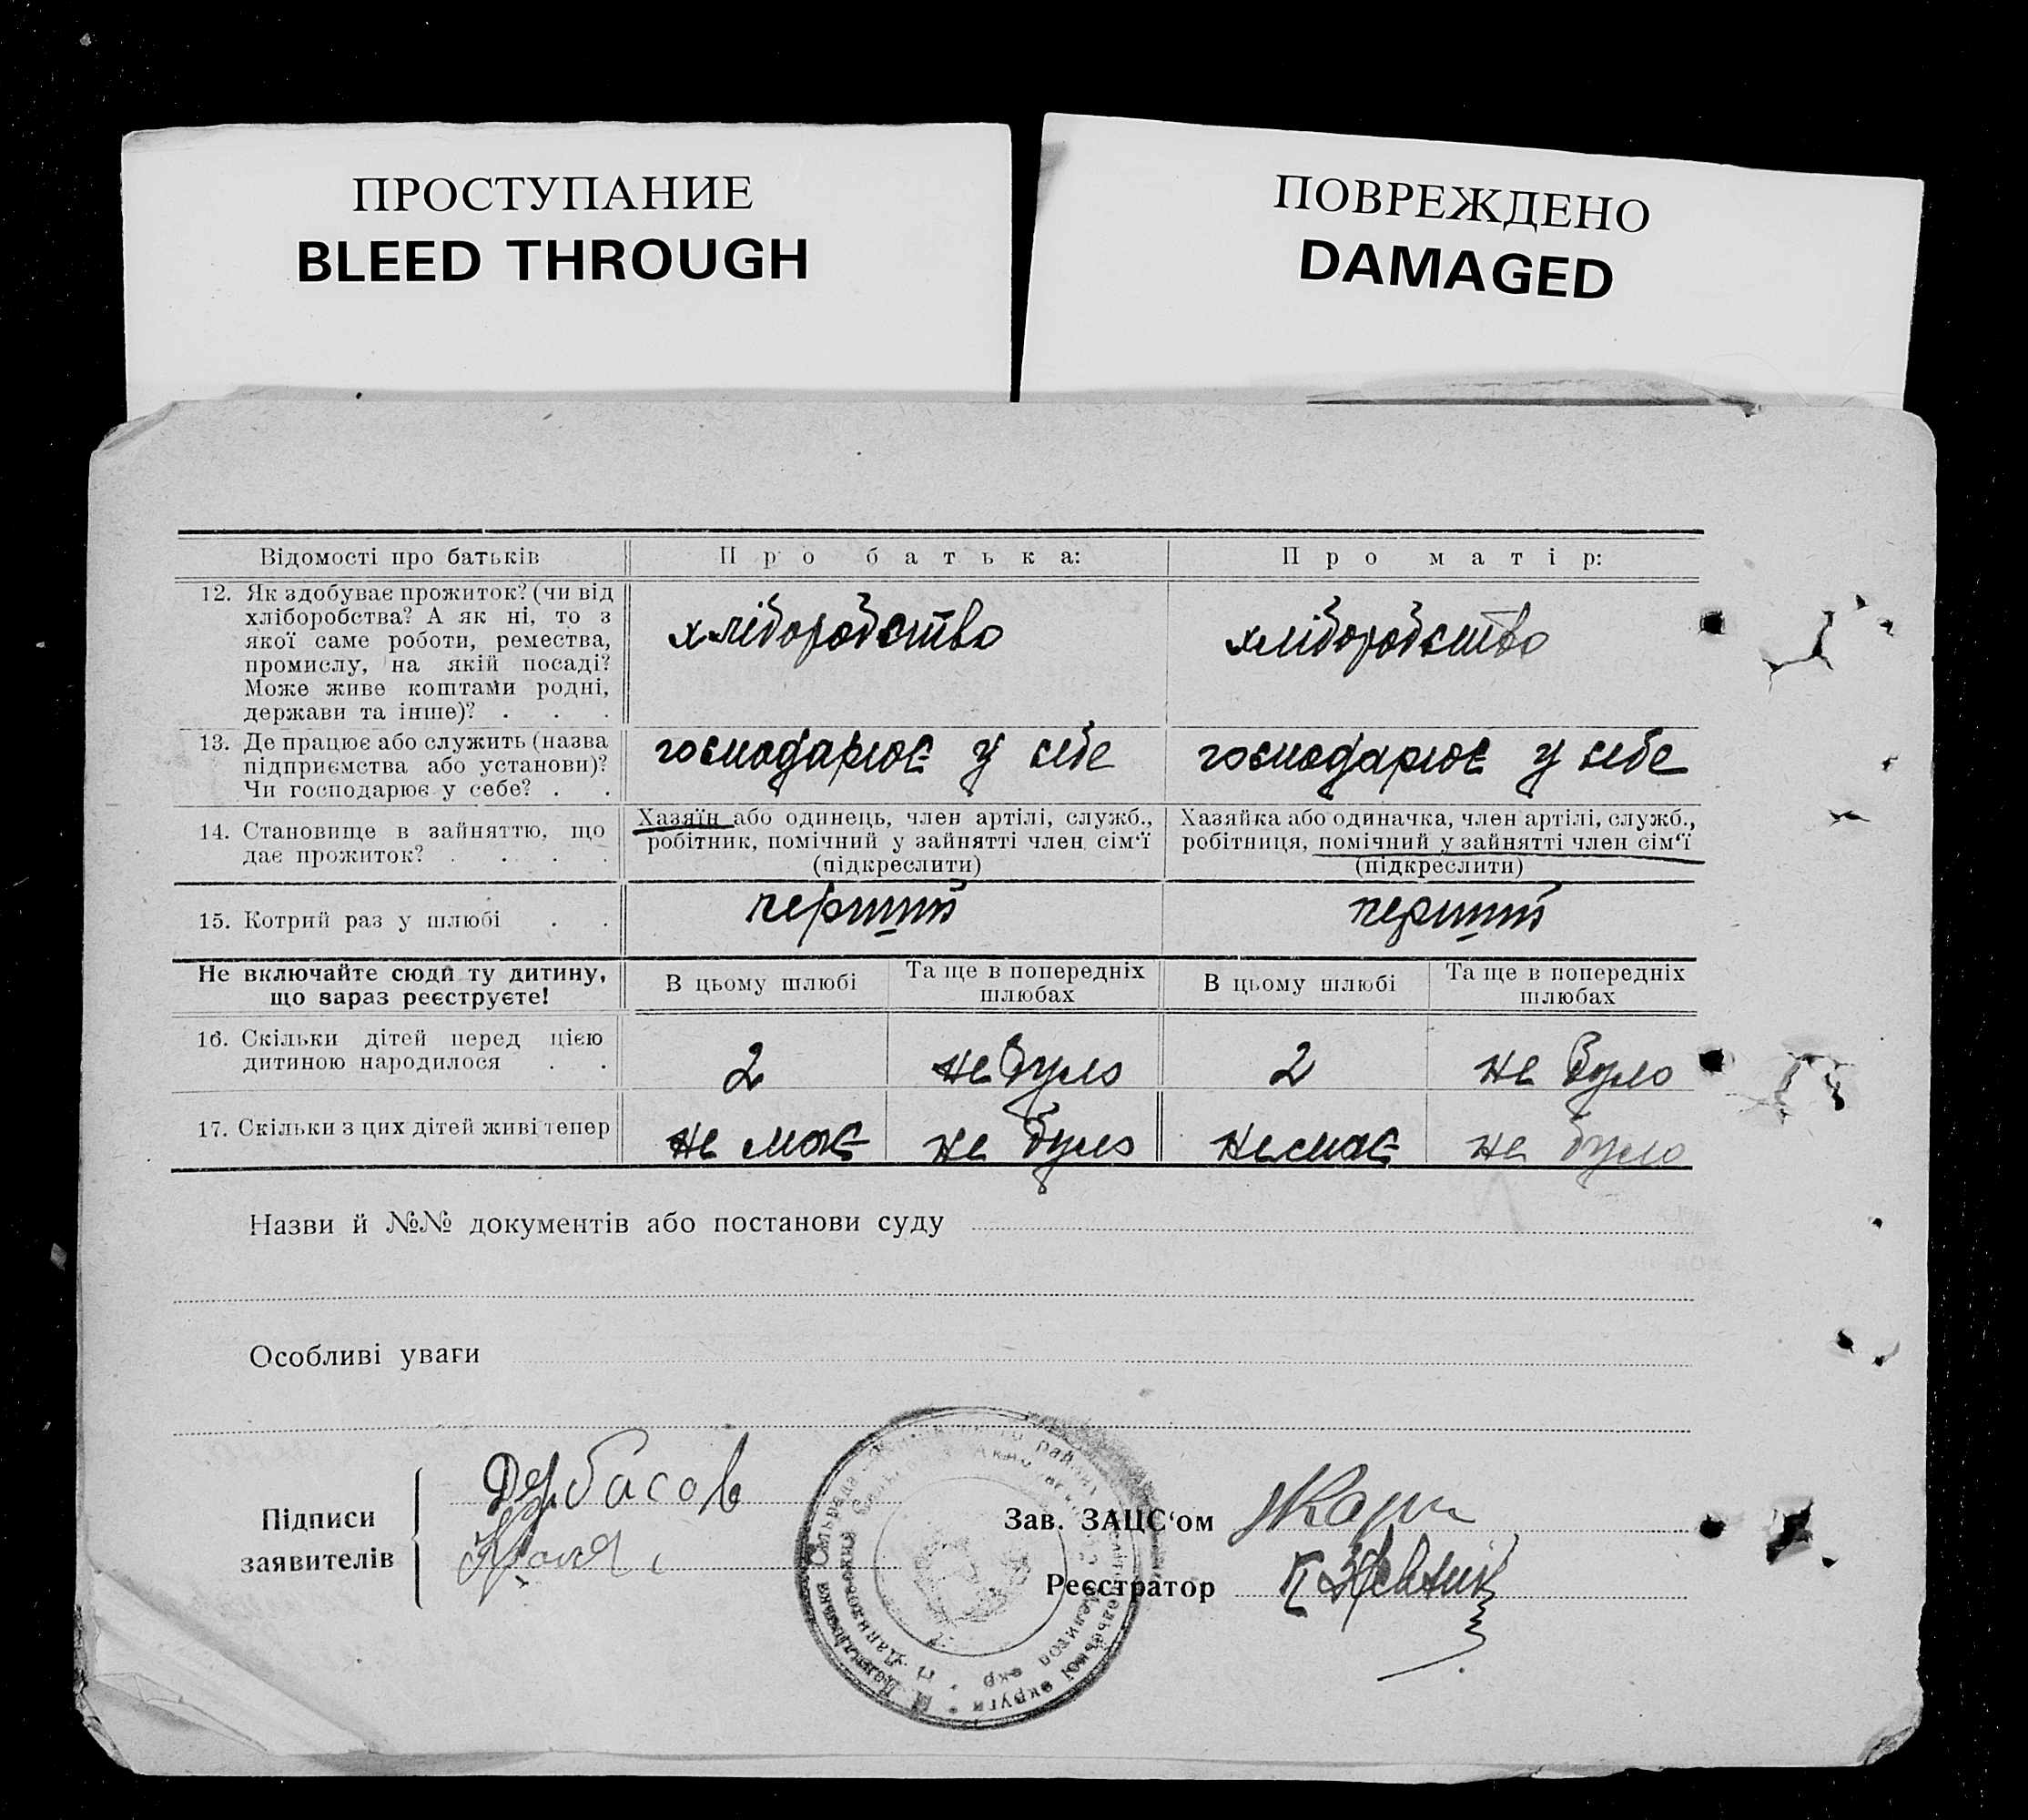 ПРОСТУПАНИЕ
BLEED THROUGH
ПОВРЕЖДЕНО
DAMAGED
Відомості про батьків
Про батька:
Про матір:
12. Як здобуває прожиток? (чи від
хліборобства? А як ні, то з
якої саме роботи, ремества,
промислу, на якій посаді?
Може живе коштами родні,
держави та інше)? . . .
хліборобство
хліборобство
13. Де працює або служить (назва
підприємства або установи)?
Чи господарює у себе? . .
господарює у себе
господарює у себе
14. Становище в зайняттю, що
дає прожиток? . . . .
Хазяїн або одинець, член артілі, служб.,
робітник, помічний у зайнятті член сім‘ї
(підкреслити)
Хазяйка або одиначка, член артілі, служб.,
робітниця, помічний у зайнятті член сім‘ї
(підкреслити)
15. Котрий раз у шлюбі . .
перший
перший
Не включайте сюди ту дитину,
що зараз реєструєте!
В цьому шлюбі
Та ще в попередніх
шлюбах
В цьому шлюбі
Та ще в попередніх
шлюбах
16. Скільки дітей перед цією
дитиною народилося . .
2
не було
2
не було
17. Скільки з цих дітей живі тепер
не має
не було
не має
не було
Назви й №№ документів або постанови суду
Особливі уваги
Підписи
заявителів
Дербасов
Зав. ЗАЦС‘ом
Реєстратор